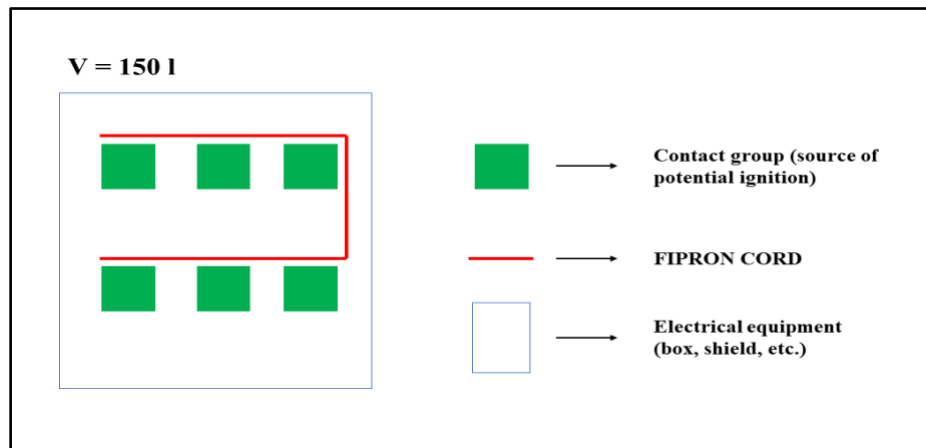 V = 150 l
Contact group (source of
potential ignition)
FIPRON CORD
Electrical equipment
(box, shield, etc.)